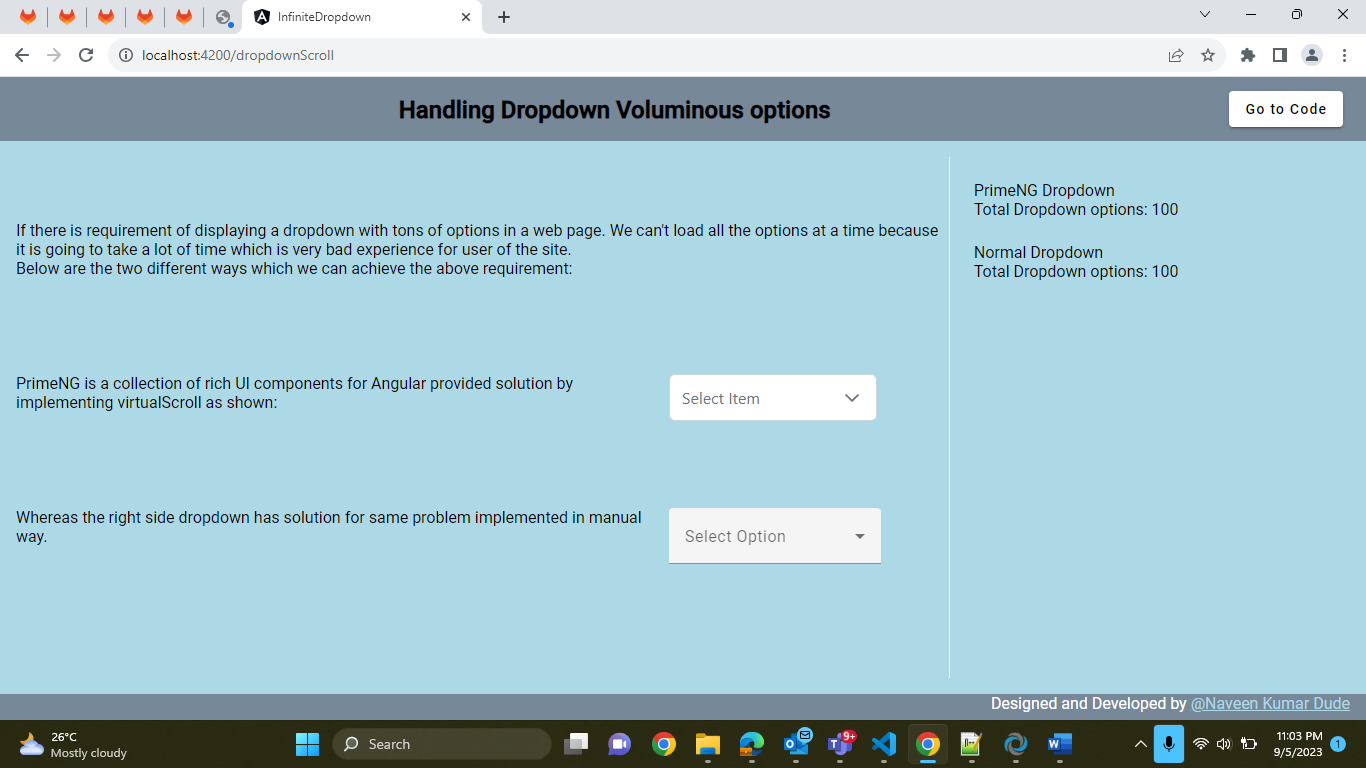 InfiniteDropdown
localhost:4200/dropdownScroll
Handling Dropdown Voluminous options
Go to Code
If there is requirement of displaying a dropdown with tons of options in a web page. We can't load all the options at a time because
it is going to take a lot of time which is very bad experience for user of the site.
Below are the two different ways which we can achieve the above requirement:
PrimeNG is a collection of rich UI components for Angular provided solution by
implementing virtualScroll as shown:
Select Item
Whereas the right side dropdown has solution for same problem implemented in manual
way.
Select Option
PrimeNG Dropdown
Total Dropdown options: 100
Normal Dropdown
Total Dropdown options: 100
Designed and Developed by @Naveen Kumar Dude
26°C
Mostly cloudy
Search
9+
11:03 PM
9/5/2023
1